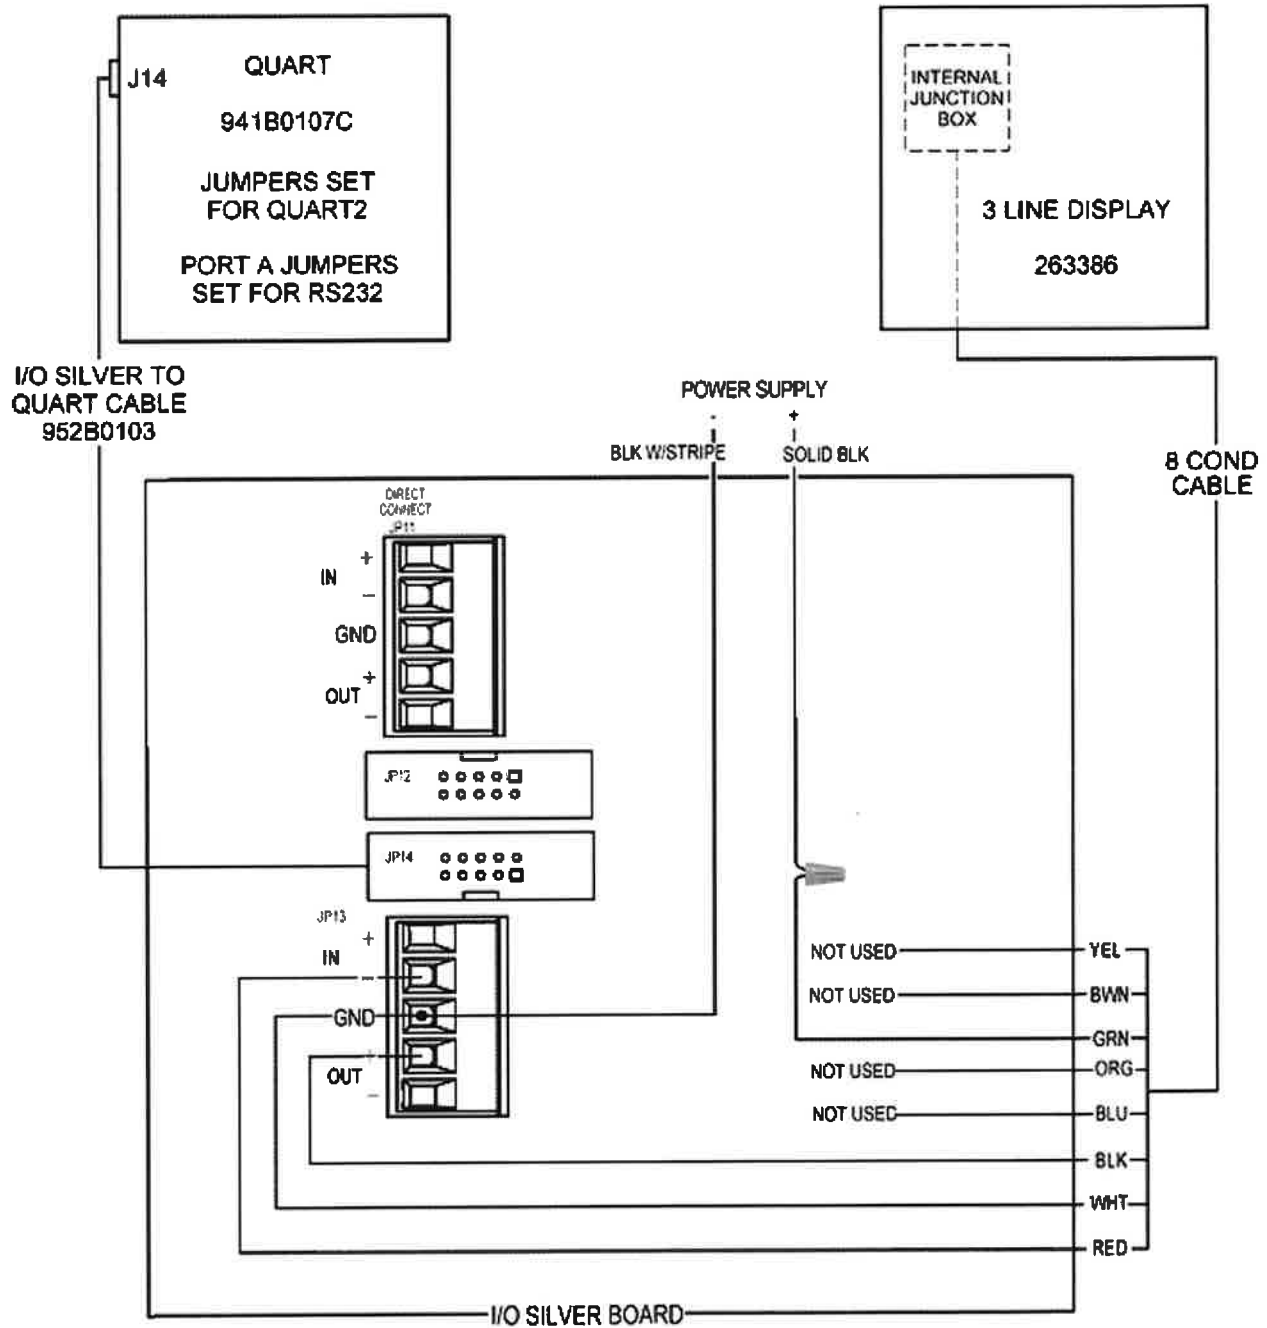 J14
QUART
941B0107C
JUMPERS SET
FOR QUART2
PORT A JUMPERS
SET FOR RS232
INTERNAL
JUNCTION
BOX
3 LINE DISPLAY
263386
I/O SILVER TO
QUART CABLE
952B0103
POWER SUPPLY
- +
BLK W/STRIPE
SOLID BLK
8 COND
CABLE
DIRECT
CONNECT
JP11
+
IN
–
GND
+
OUT
–
JP12
JP14
JP13
+
IN
–
GND
+
OUT
–
NOT USED YEL
NOT USED BWN
GRN
NOT USED ORG
NOT USED BLU
BLK
WHT
RED
I/O SILVER BOARD